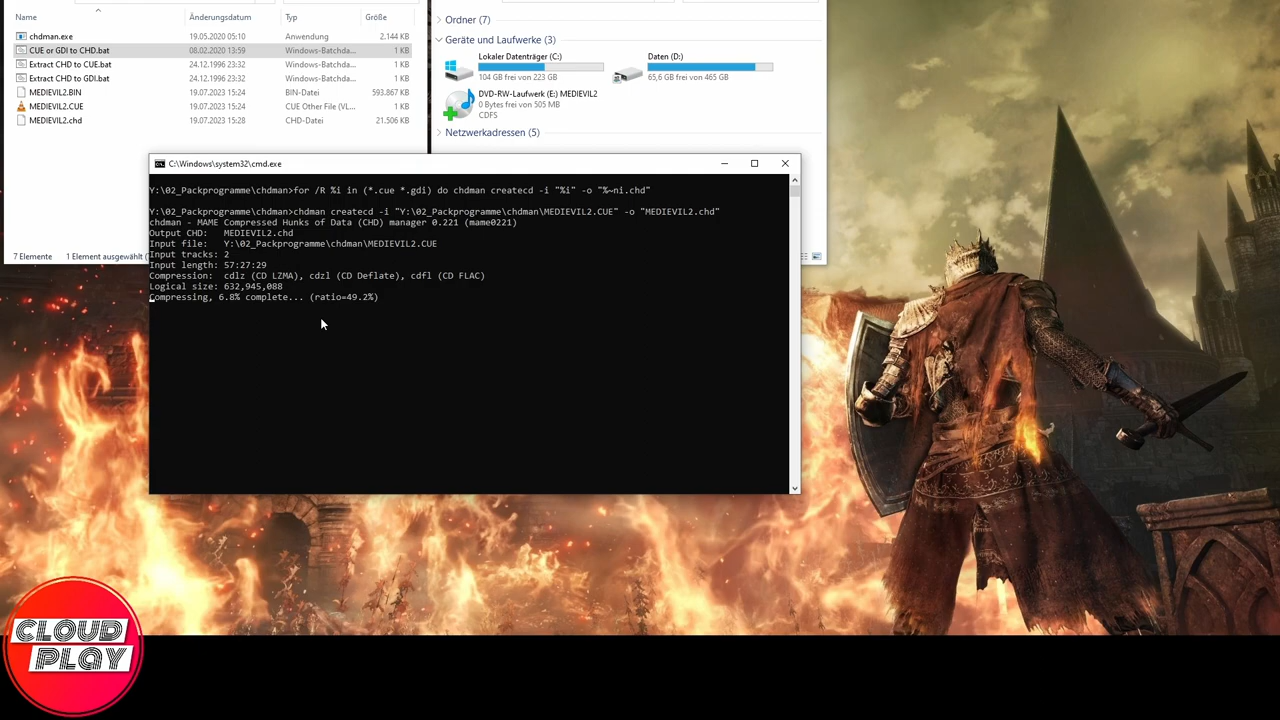 Name Änderungsdatum Typ Größe
chdman.exe 19.05.2020 05:10 Anwendung 2.144 KB
CUE or GDI to CHD.bat 08.02.2020 13:59 Windows-Batchda... 1 KB
Extract CHD to CUE.bat 24.12.1996 23:32 Windows-Batchda... 1 KB
Extract CHD to GDI.bat 24.12.1996 23:32 Windows-Batchda... 1 KB
MEDIEVIL2.BIN 19.07.2023 15:24 BIN-Datei 593.867 KB
MEDIEVIL2.CUE 19.07.2023 15:24 CUE Other File (VL... 1 KB
MEDIEVIL2.chd 19.07.2023 15:28 CHD-Datei 21.506 KB
7 Elemente 1 Element ausgewählt (
Ordner (7)
Geräte und Laufwerke (3)
Lokaler Datenträger (C:)
104 GB frei von 223 GB
Daten (D:)
65,6 GB frei von 465 GB
DVD-RW-Laufwerk (E:) MEDIEVIL2
0 Bytes frei von 505 MB
CDFS
Netzwerkadressen (5)
C:\Windows\system32\cmd.exe
Y:\02_Packprogramme\chdman>for /R %i in (*.cue *.gdi) do chdman createcd -i "%i" -o "%~ni.chd"
Y:\02_Packprogramme\chdman>chdman createcd -i "Y:\02_Packprogramme\chdman\MEDIEVIL2.CUE" -o "MEDIEVIL2.chd"
chdman - MAME Compressed Hunks of Data (CHD) manager 0.221 (mame0221)
Output CHD: MEDIEVIL2.chd
Input file: Y:\02_Packprogramme\chdman\MEDIEVIL2.CUE
Input tracks: 2
Input length: 57:27:29
Compression: cdlz (CD LZMA), cdzl (CD Deflate), cdfl (CD FLAC)
Logical size: 632,945,088
Compressing, 6.8% complete... (ratio=49.2%)
CLOUD
PLAY